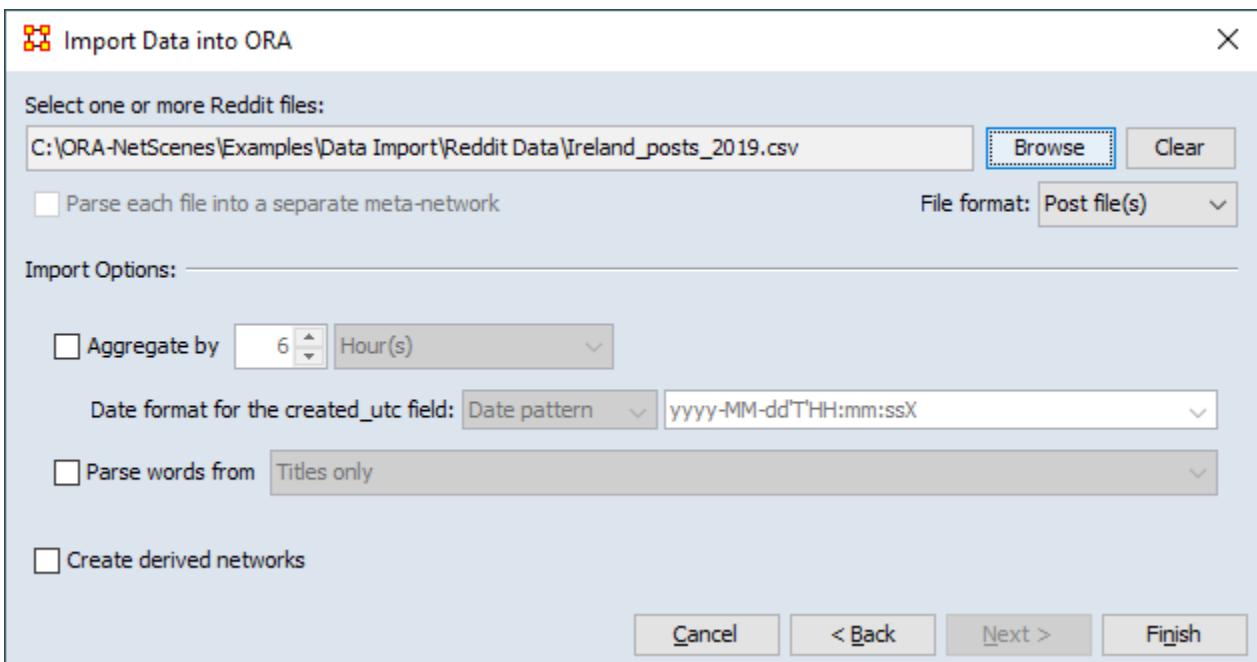 Import Data into ORA
Select one or more Reddit files:
C:\ORA-NetScenes\Examples\Data Import\Reddit Data\Ireland_posts_2019.csv Browse Clear
Parse each file into a separate meta-network File format: Post file(s)
Import Options:
Aggregate by 6 Hour(s)
Date format for the created_utc field: Date pattern yyyy-MM-dd'T'HH:mm:ssX
Parse words from Titles only
Create derived networks
Cancel < Back Next > Finish